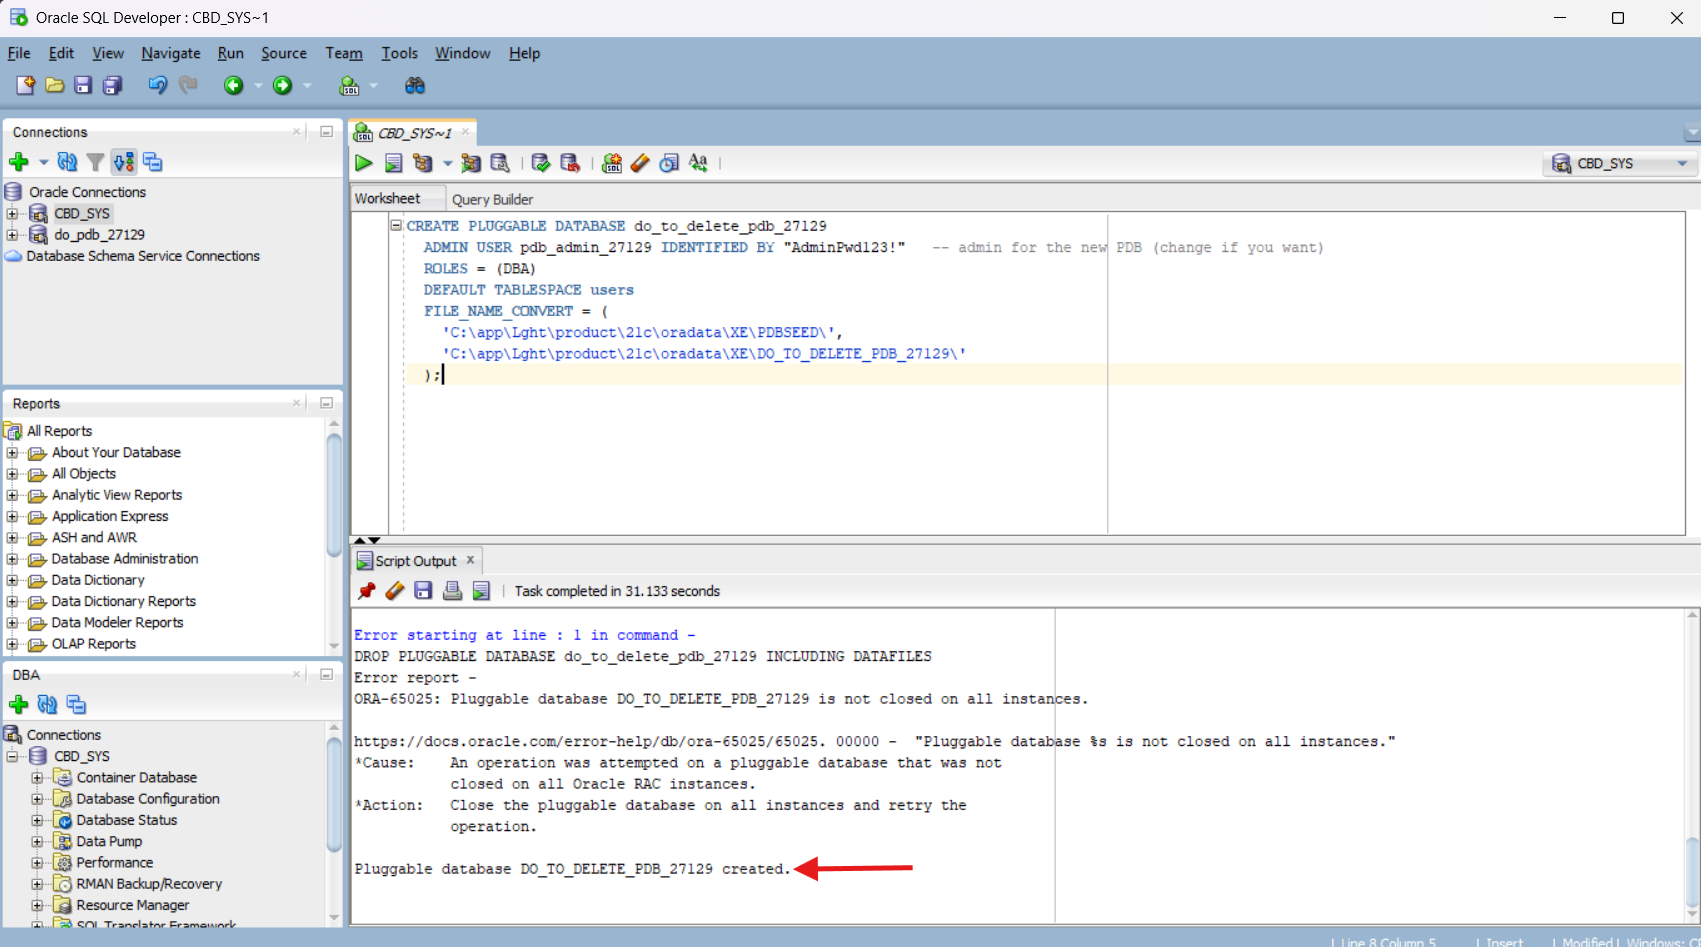 Oracle SQL Developer : CBD_SYS~1
File Edit View Navigate Run Source Team Tools Window Help
Connections
Oracle Connections
CBD_SYS
do_pdb_27129
Database Schema Service Connections
Reports
All Reports
About Your Database
All Objects
Analytic View Reports
Application Express
ASH and AWR
Database Administration
Data Dictionary
Data Dictionary Reports
Data Modeler Reports
OLAP Reports
DBA
Connections
CBD_SYS
Container Database
Database Configuration
Database Status
Data Pump
Performance
RMAN Backup/Recovery
Resource Manager
SQL Translator Framework
CBD_SYS~1
CBD_SYS
Worksheet Query Builder
CREATE PLUGGABLE DATABASE do_to_delete_pdb_27129
ADMIN USER pdb_admin_27129 IDENTIFIED BY "AdminPwd123!" -- admin for the new PDB (change if you want)
ROLES = (DBA)
DEFAULT TABLESPACE users
FILE_NAME_CONVERT = (
'C:\app\Lght\product\21c\oradata\XE\PDBSEED\',
'C:\app\Lght\product\21c\oradata\XE\DO_TO_DELETE_PDB_27129\'
);
Script Output
Task completed in 31.133 seconds
Error starting at line : 1 in command -
DROP PLUGGABLE DATABASE do_to_delete_pdb_27129 INCLUDING DATAFILES
Error report -
ORA-65025: Pluggable database DO_TO_DELETE_PDB_27129 is not closed on all instances.
https://docs.oracle.com/error-help/db/ora-65025/65025. 00000 - "Pluggable database %s is not closed on all instances."
*Cause: An operation was attempted on a pluggable database that was not
closed on all Oracle RAC instances.
*Action: Close the pluggable database on all instances and retry the
operation.
Pluggable database DO_TO_DELETE_PDB_27129 created.
Line 8 Column 5 | Insert | Modified | Windows: